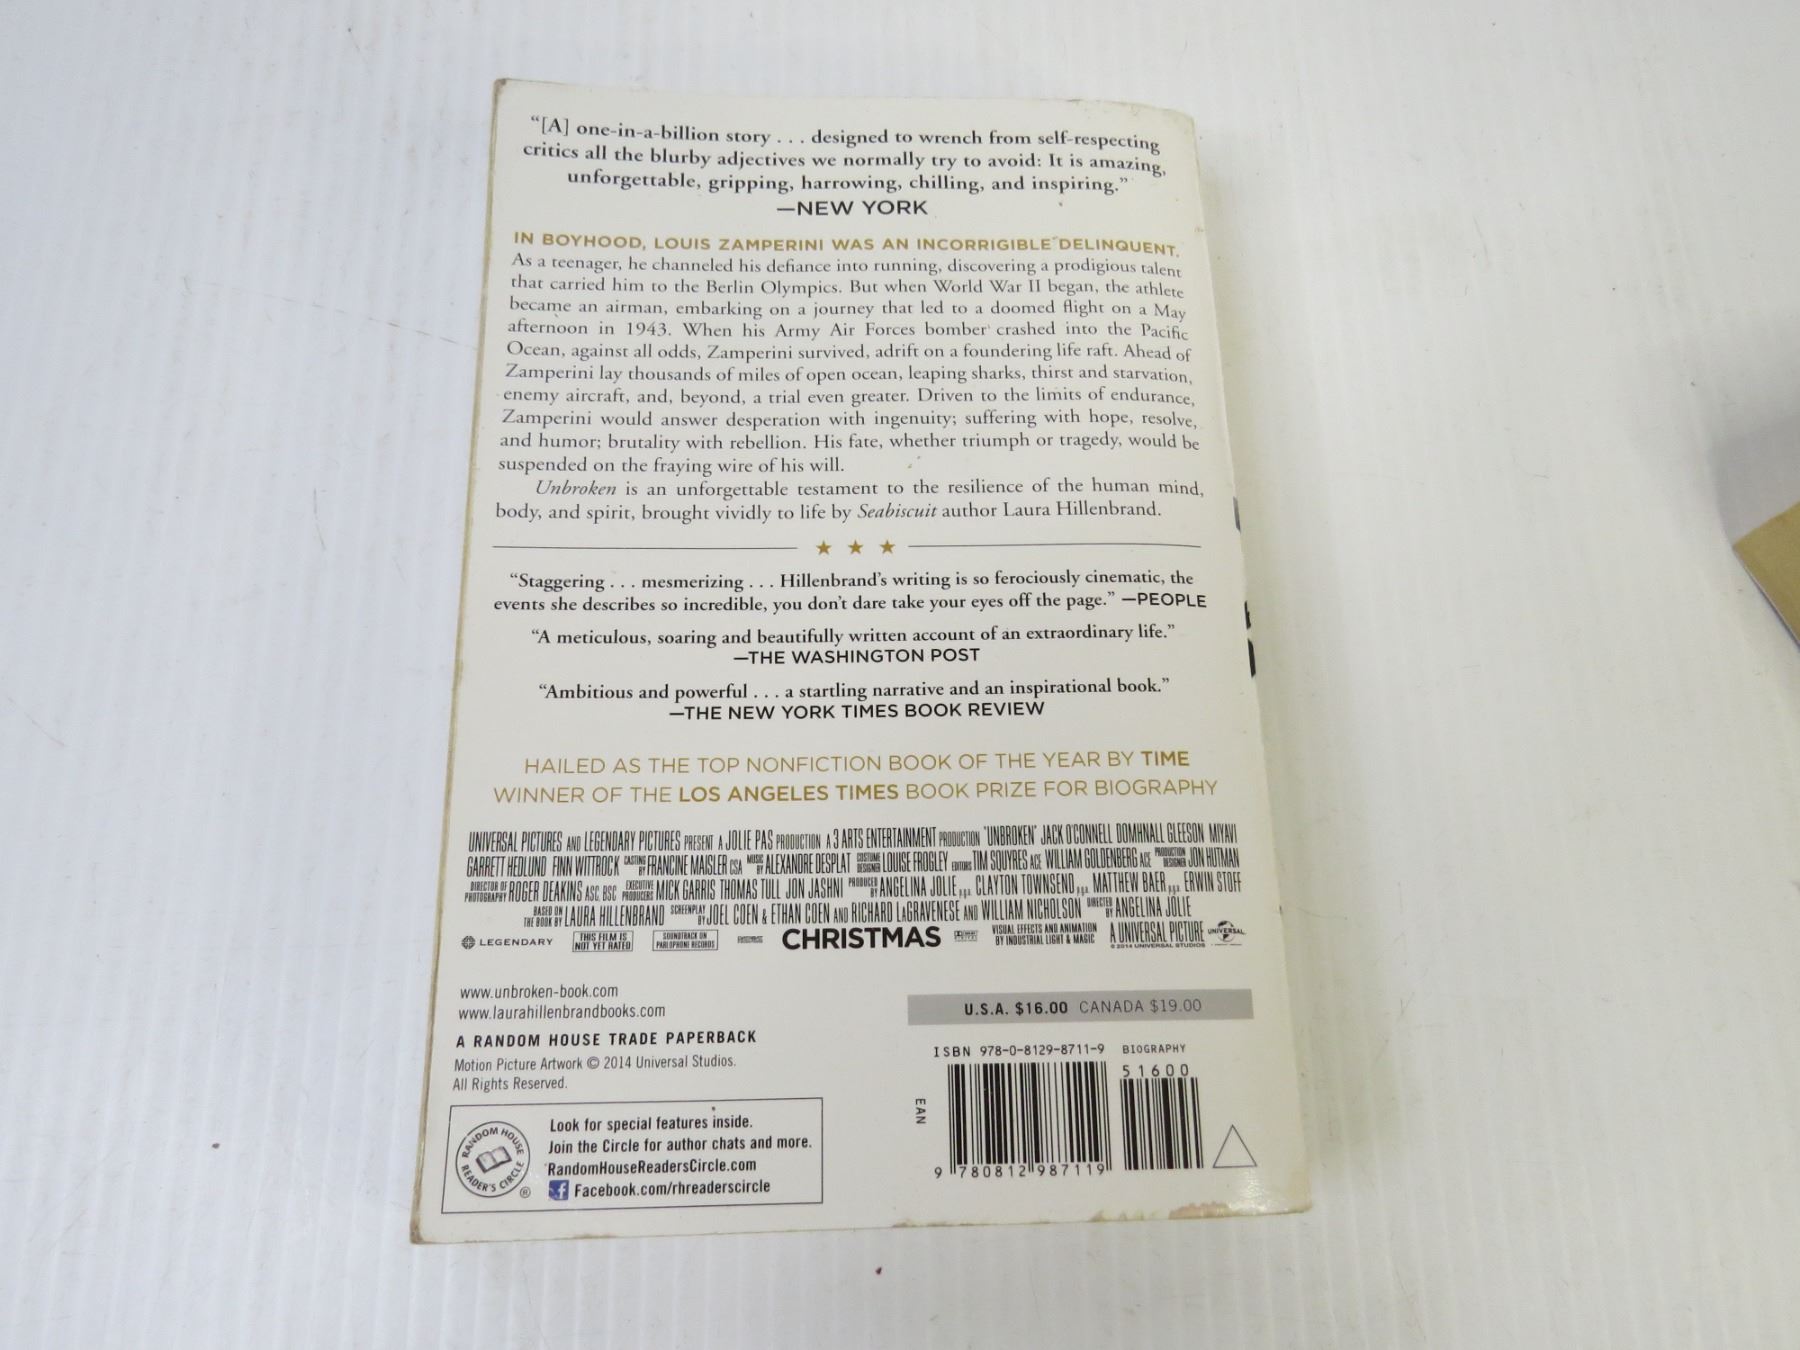 “[A] one-in-a-billion story . . . designed to wrench from self-respecting
critics all the blurby adjectives we normally try to avoid: It is amazing,
unforgettable, gripping, harrowing, chilling, and inspiring.”
—NEW YORK
IN BOYHOOD, LOUIS ZAMPERINI WAS AN INCORRIGIBLE DELINQUENT.
As a teenager, he channeled his defiance into running, discovering a prodigious talent
that carried him to the Berlin Olympics. But when World War II began, the athlete
became an airman, embarking on a journey that led to a doomed flight on a May
afternoon in 1943. When his Army Air Forces bomber crashed into the Pacific
Ocean, against all odds, Zamperini survived, adrift on a foundering life raft. Ahead of
Zamperini lay thousands of miles of open ocean, leaping sharks, thirst and starvation,
enemy aircraft, and, beyond, a trial even greater. Driven to the limits of endurance,
Zamperini would answer desperation with ingenuity; suffering with hope, resolve,
and humor; brutality with rebellion. His fate, whether triumph or tragedy, would be
suspended on the fraying wire of his will.
Unbroken is an unforgettable testament to the resilience of the human mind,
body, and spirit, brought vividly to life by Seabiscuit author Laura Hillenbrand.
“Staggering . . . mesmerizing . . . Hillenbrand’s writing is so ferociously cinematic, the
events she describes so incredible, you don’t dare take your eyes off the page.” —PEOPLE
“A meticulous, soaring and beautifully written account of an extraordinary life.”
—THE WASHINGTON POST
“Ambitious and powerful . . . a startling narrative and an inspirational book.”
—THE NEW YORK TIMES BOOK REVIEW
HAILED AS THE TOP NONFICTION BOOK OF THE YEAR BY TIME
WINNER OF THE LOS ANGELES TIMES BOOK PRIZE FOR BIOGRAPHY
UNIVERSAL PICTURES AND LEGENDARY PICTURES PRESENT A JOLIE PAS PRODUCTION A 3 ARTS ENTERTAINMENT PRODUCTION "UNBROKEN" JACK O'CONNELL DOMHNALL GLEESON MIYAVI
GARRETT HEDLUND FINN WITTROCK CASTING BY FRANCINE MAISLER CSA MUSIC BY ALEXANDRE DESPLAT COSTUME DESIGNER LOUISE FROGLEY EDITORS TIM SQUYRES ACE WILLIAM GOLDENBERG ACE PRODUCTION DESIGNER JON HUTMAN
DIRECTOR OF PHOTOGRAPHY ROGER DEAKINS ASC, BSC EXECUTIVE PRODUCERS MICK GARRIS THOMAS TULL JON JASHNI PRODUCED BY ANGELINA JOLIE p.g.a. CLAYTON TOWNSEND p.g.a. MATTHEW BAER p.g.a. ERWIN STOFF
BASED ON THE BOOK BY LAURA HILLENBRAND SCREENPLAY BY JOEL COEN & ETHAN COEN AND RICHARD LaGRAVENESE AND WILLIAM NICHOLSON DIRECTED BY ANGELINA JOLIE
LEGENDARY THIS FILM IS NOT YET RATED SOUNDTRACK ON PARLOPHONE RECORDS CHRISTMAS VISUAL EFFECTS AND ANIMATION BY INDUSTRIAL LIGHT & MAGIC A UNIVERSAL PICTURE © 2014 UNIVERSAL STUDIOS UNIVERSAL
www.unbroken-book.com
www.laurahillenbrandbooks.com
A RANDOM HOUSE TRADE PAPERBACK
Motion Picture Artwork © 2014 Universal Studios.
All Rights Reserved.
RANDOM HOUSE READER'S CIRCLE ®
Look for special features inside.
Join the Circle for author chats and more.
RandomHouseReadersCircle.com
f Facebook.com/rhreaderscircle
U.S.A. $16.00 CANADA $19.00
ISBN 978-0-8129-8711-9 BIOGRAPHY
51600
EAN
9 780812 987119